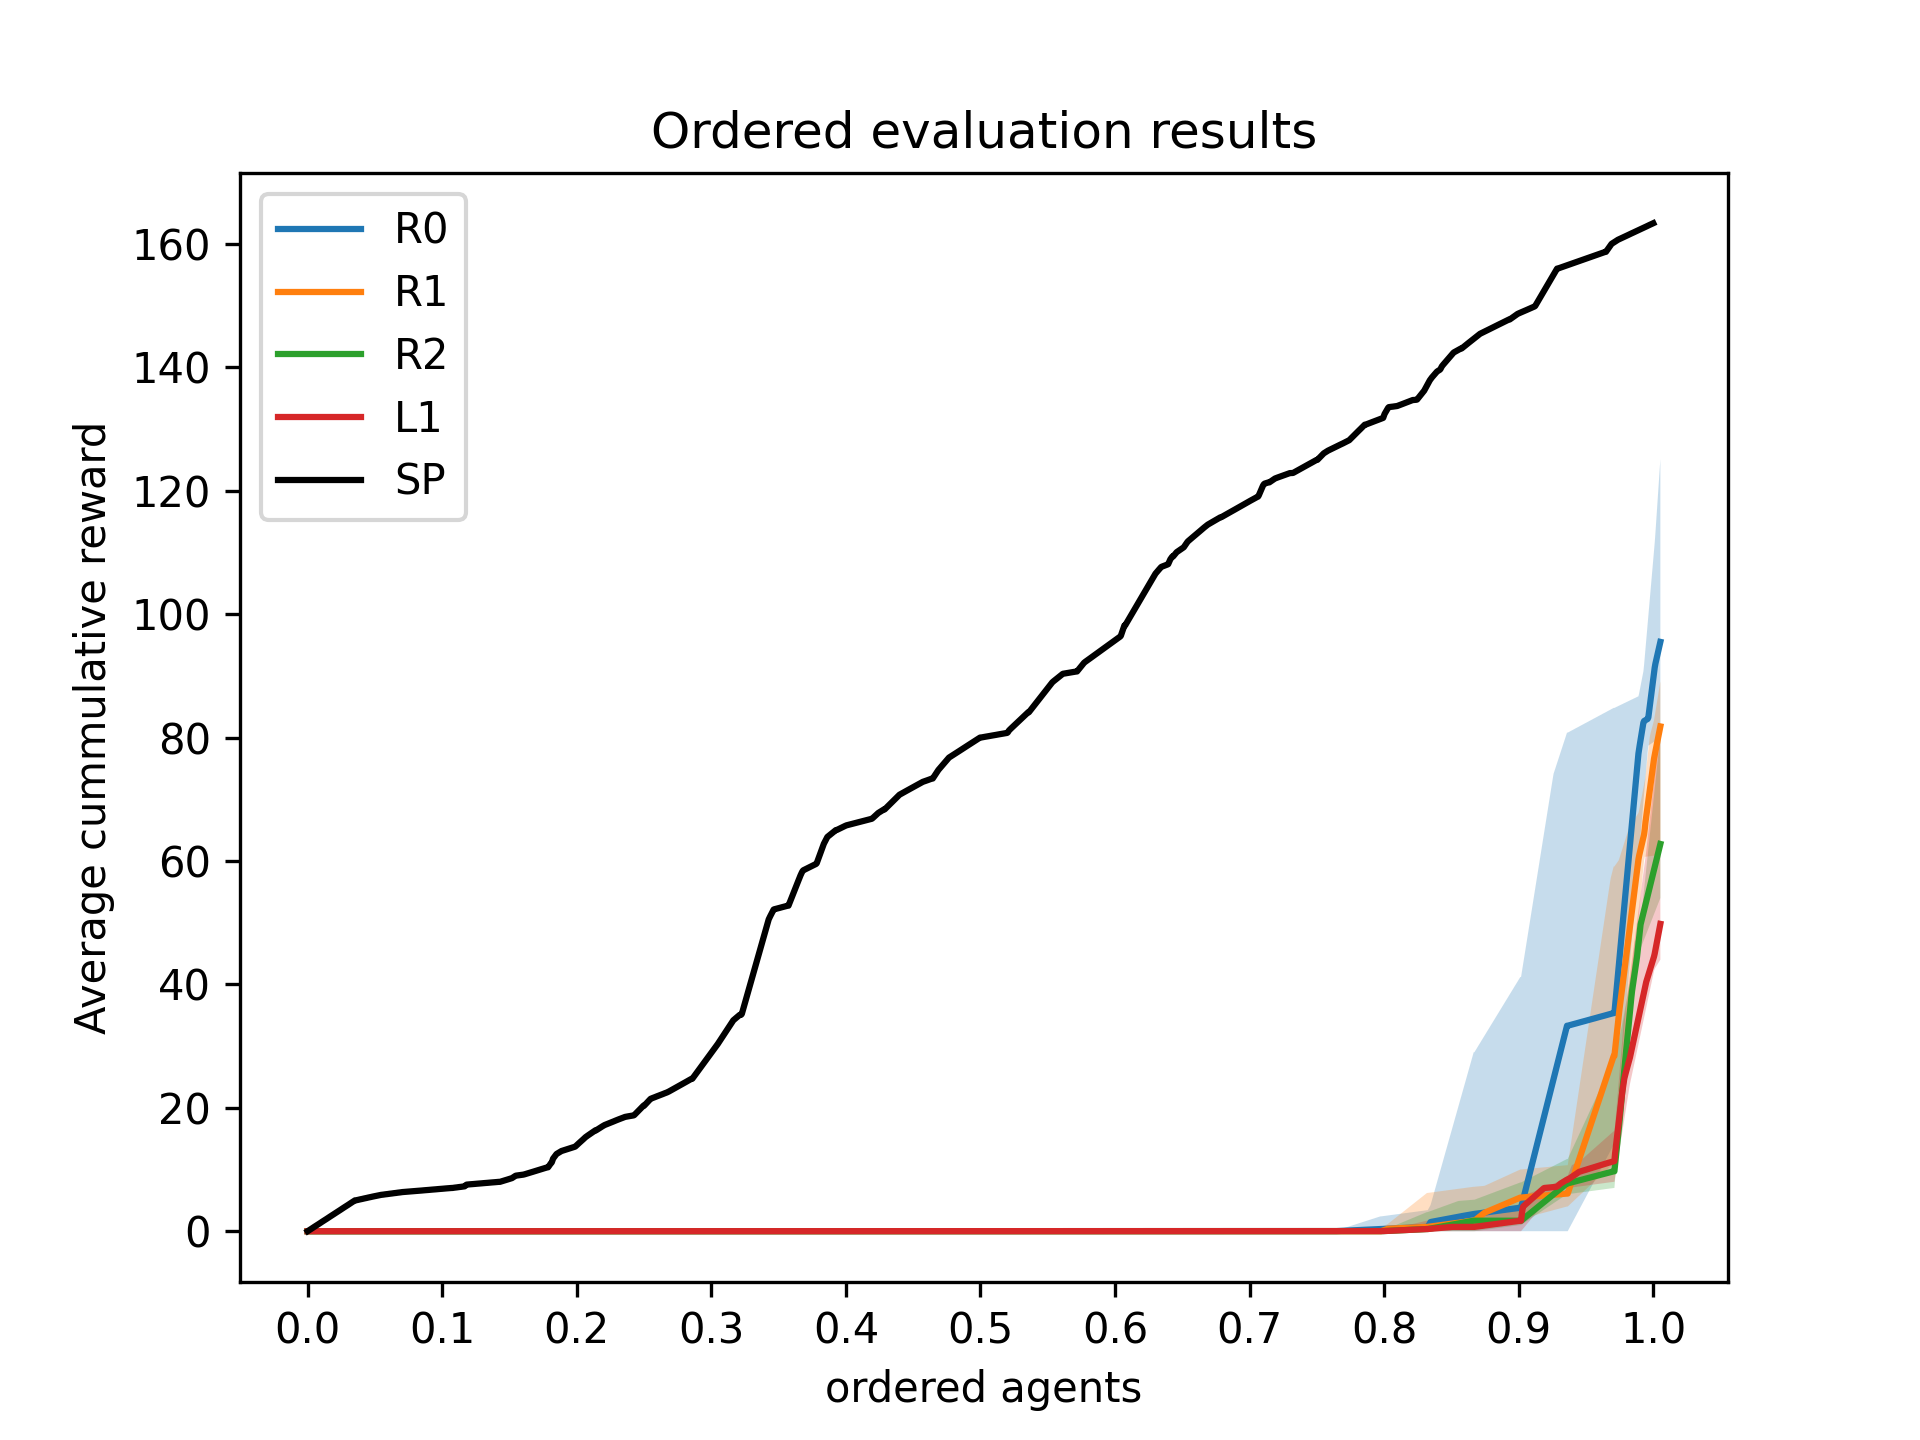 Ordered evaluation results
R0
R1
R2
L1
SP
Average cummulative reward
160
140
120
100
80
60
40
20
0
0.0 0.1 0.2 0.3 0.4 0.5 0.6 0.7 0.8 0.9 1.0
ordered agents